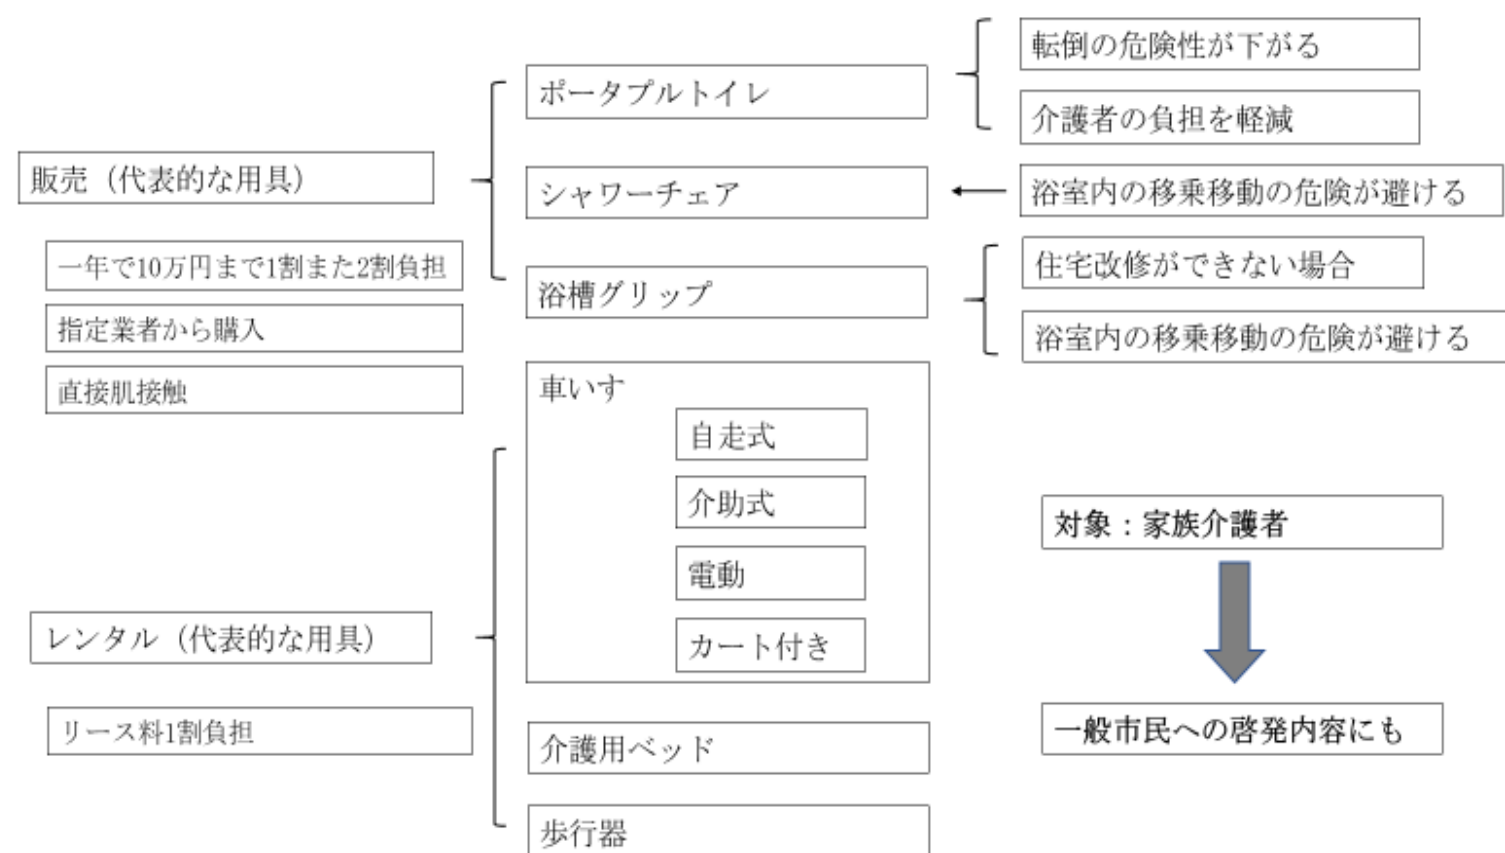 販売（代表的な用具）
一年で10万円まで1割また2割負担
指定業者から購入
直接肌接触
ポータプルトイレ
転倒の危険性が下がる
介護者の負担を軽減
シャワーチェア
浴室内の移乗移動の危険が避ける
浴槽グリップ
住宅改修ができない場合
浴室内の移乗移動の危険が避ける
レンタル（代表的な用具）
リース料1割負担
車いす
自走式
介助式
電動
カート付き
介護用ベッド
歩行器
対象：家族介護者
一般市民への啓発内容にも